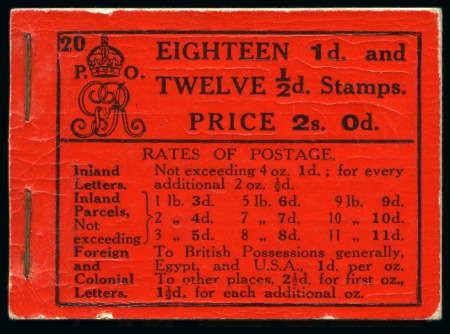 20
P. O.
GRV
EIGHTEEN 1d. and
TWELVE ½d. Stamps.
PRICE 2s. 0d.
RATES OF POSTAGE.
Inland Letters. Not exceeding 4 oz. 1d. ; for every additional 2 oz. ½d.
Inland Parcels, Not exceeding
1 lb. 3d. 5 lb. 6d. 9 lb. 9d.
2 „ 4d. 7 „ 7d. 10 „ 10d.
3 „ 5d. 8 „ 8d. 11 „ 11d.
Foreign and Colonial Letters. To British Possessions generally, Egypt, and U.S.A., 1d. per oz.
To other places, 2½d. for first oz., 1½d. for each additional oz.